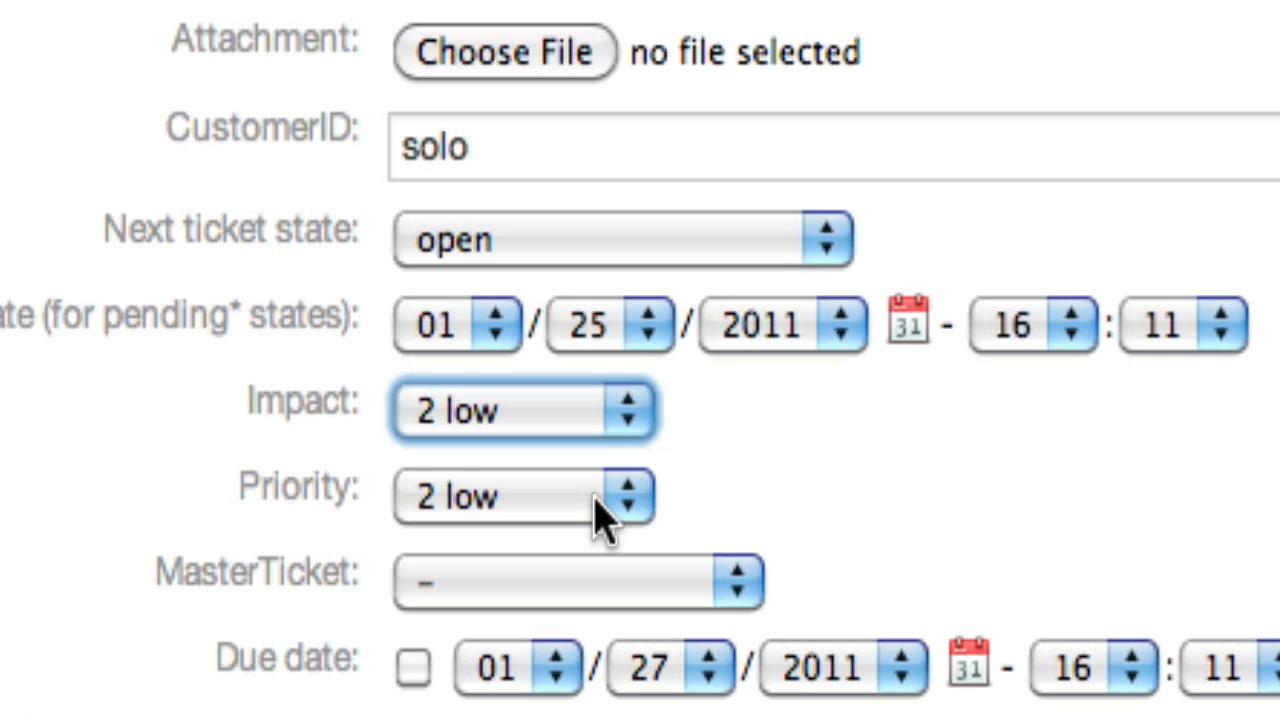 Attachment: Choose File no file selected
CustomerID: solo
Next ticket state: open
ate (for pending* states): 01 / 25 / 2011 31 - 16 : 11
Impact: 2 low
Priority: 2 low
MasterTicket: –
Due date: 01 / 27 / 2011 31 - 16 : 11